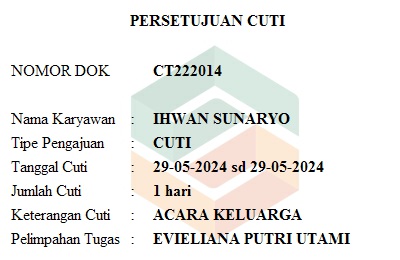 PERSETUJUAN CUTI
NOMOR DOK CT222014
Nama Karyawan : IHWAN SUNARYO
Tipe Pengajuan : CUTI
Tanggal Cuti : 29-05-2024 sd 29-05-2024
Jumlah Cuti : 1 hari
Keterangan Cuti : ACARA KELUARGA
Pelimpahan Tugas : EVIELIANA PUTRI UTAMI